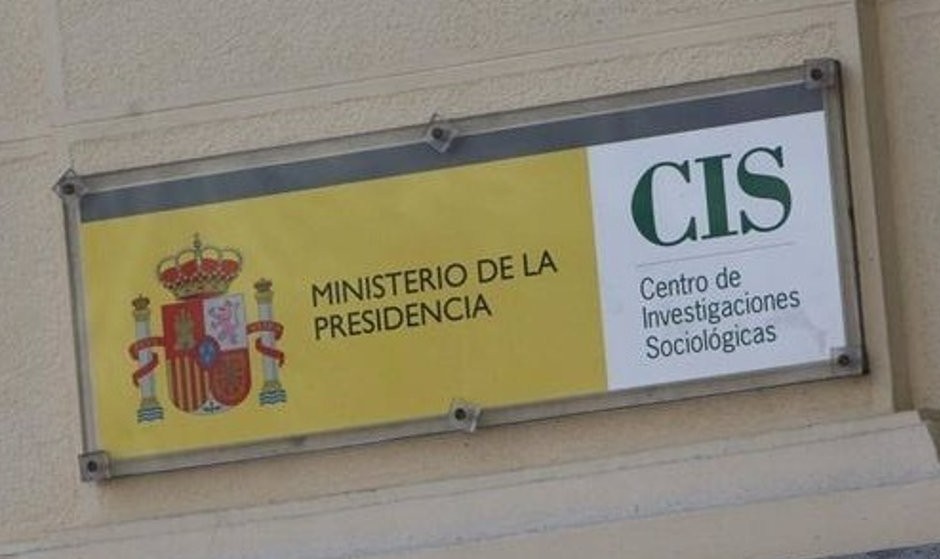 MINISTERIO DE LA
PRESIDENCIA
CIS
Centro de
Investigaciones
Sociológicas